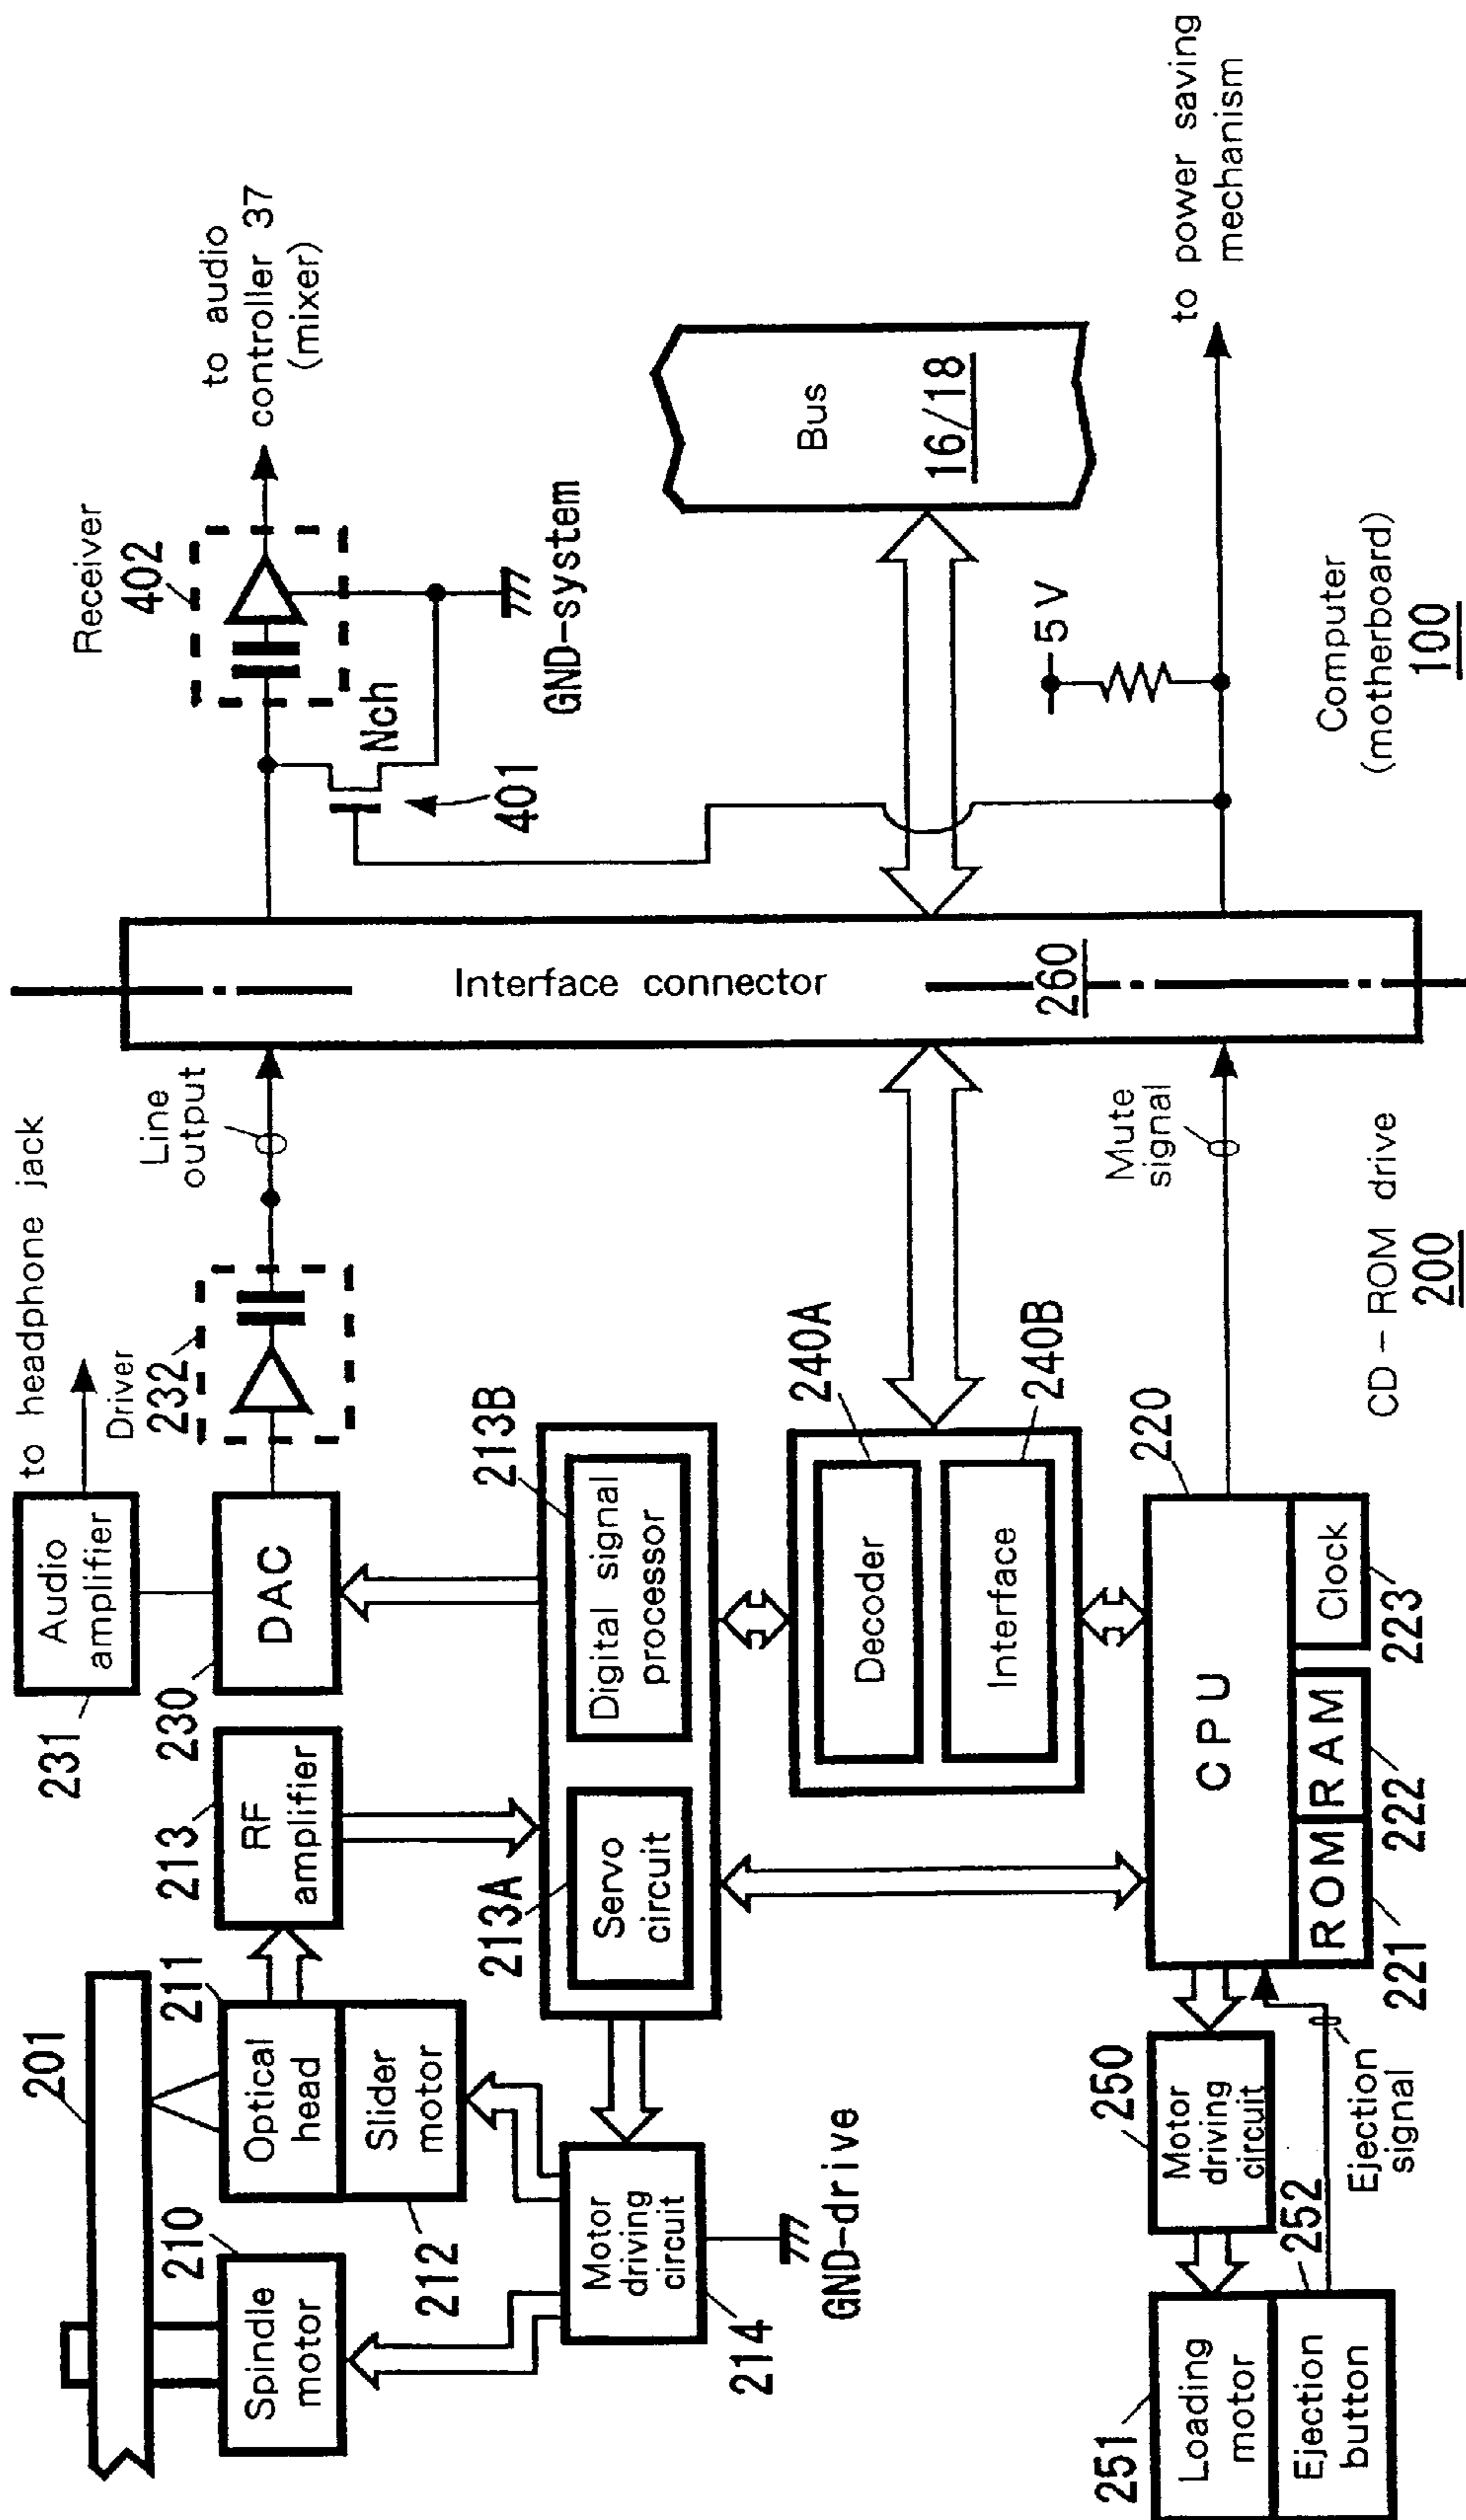 201
210
Spindle
motor
211
Optical
head
Slider
motor
212
213
RF
amplifier
231
Audio
amplifier
to headphone jack
230
DAC
Driver
232
Line
output
213A
Servo
circuit
213B
Digital signal
processor
Motor
driving
circuit
214
GND-drive
240A
Decoder
240B
Interface
220
CPU
ROM
RAM
Clock
221
222
223
250
Motor
driving
circuit
251
Loading
motor
252
Ejection
button
Ejection
signal
Mute
signal
CD-ROM drive
200
Interface connector
260
Receiver
402
to audio
controller 37
(mixer)
Nch
401
GND-system
Bus
16/18
5V
to power saving
mechanism
Computer
(motherboard)
100